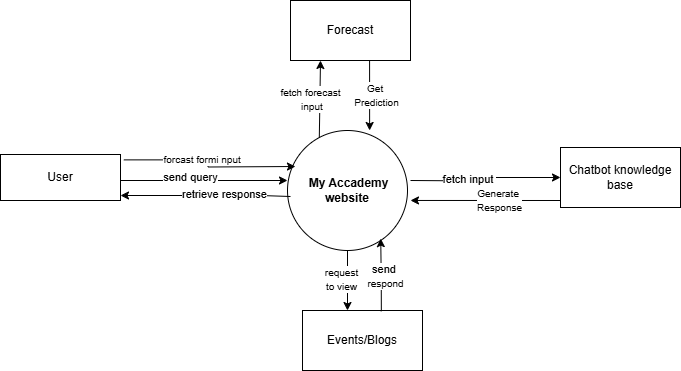 Forecast
fetch forecast
input
Get
Prediction
forcast formi nput
User
send query
retrieve response
My Accademy
website
fetch input
Generate
Response
Chatbot knowledge
base
request
to view
send
respond
Events/Blogs